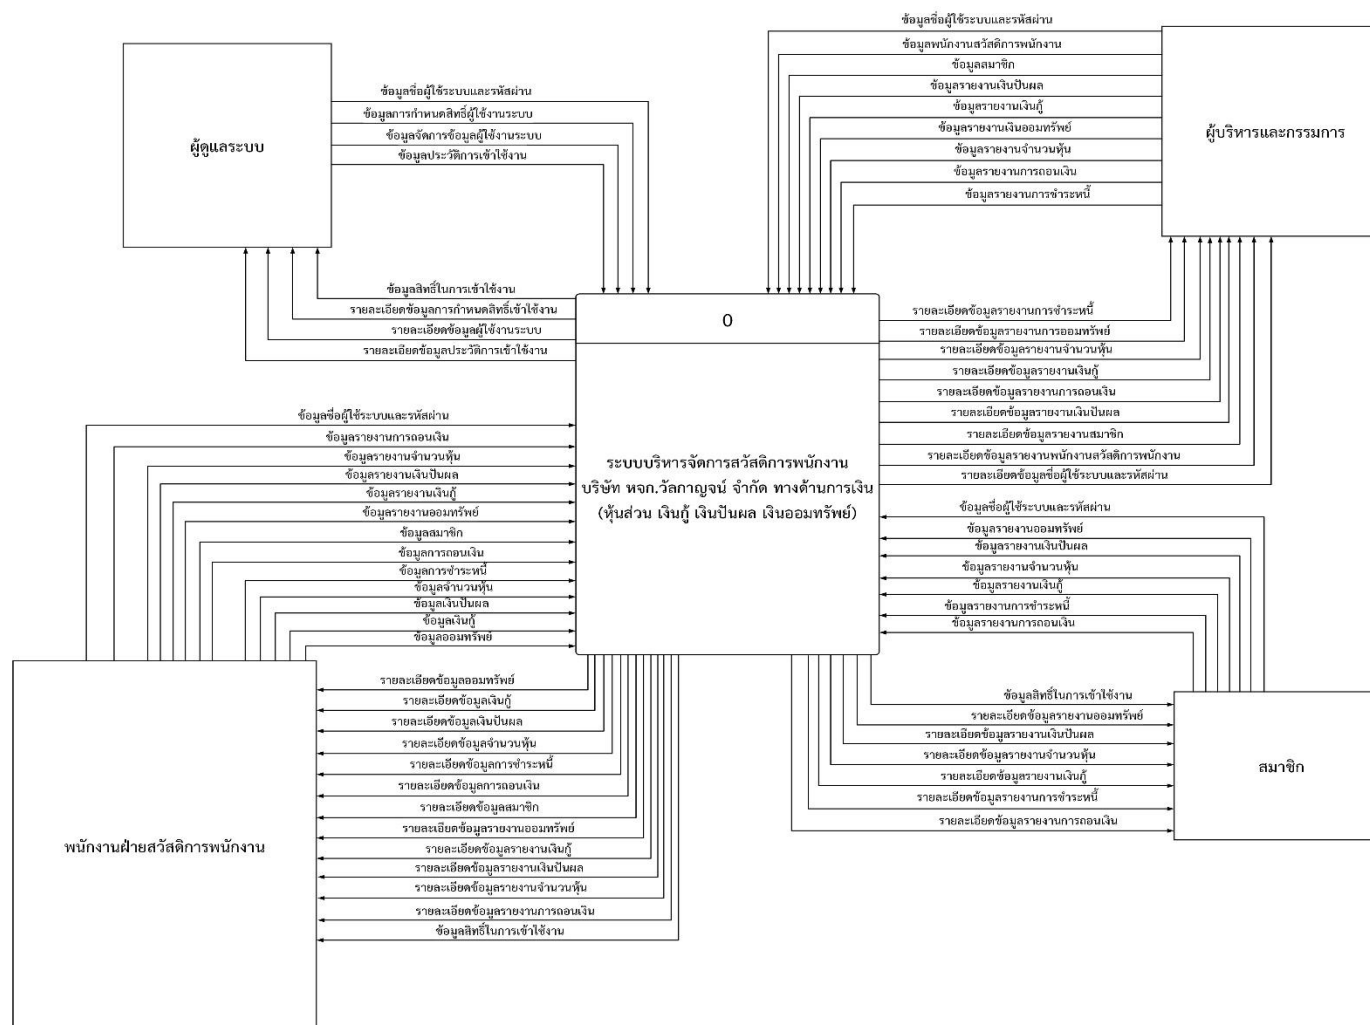 ผู้ดูแลระบบ
ข้อมูลชื่อผู้ใช้ระบบและรหัสผ่าน
ข้อมูลการกำหนดสิทธิ์ผู้ใช้งานระบบ
ข้อมูลจัดการข้อมูลผู้ใช้งานระบบ
ข้อมูลประวัติการเข้าใช้งาน
ข้อมูลสิทธิ์ในการเข้าใช้งาน
รายละเอียดข้อมูลการกำหนดสิทธิ์เข้าใช้งาน
รายละเอียดข้อมูลผู้ใช้งานระบบ
รายละเอียดข้อมูลประวัติการเข้าใช้งาน
ข้อมูลชื่อผู้ใช้ระบบและรหัสผ่าน
ข้อมูลพนักงานสวัสดิการพนักงาน
ข้อมูลสมาชิก
ข้อมูลรายงานเงินปันผล
ข้อมูลรายงานเงินกู้
ข้อมูลรายงานเงินออมทรัพย์
ข้อมูลรายงานจำนวนหุ้น
ข้อมูลรายงานการถอนเงิน
ข้อมูลรายงานการชำระหนี้
ผู้บริหารและกรรมการ
รายละเอียดข้อมูลรายงานการชำระหนี้
รายละเอียดข้อมูลรายงานการออมทรัพย์
รายละเอียดข้อมูลรายงานจำนวนหุ้น
รายละเอียดข้อมูลรายงานเงินกู้
รายละเอียดข้อมูลรายงานการถอนเงิน
รายละเอียดข้อมูลรายงานเงินปันผล
รายละเอียดข้อมูลรายงานสมาชิก
รายละเอียดข้อมูลรายงานพนักงานสวัสดิการพนักงาน
รายละเอียดข้อมูลชื่อผู้ใช้ระบบและรหัสผ่าน
0
ระบบบริหารจัดการสวัสดิการพนักงาน
บริษัท หจก.วัลกาญจน์ จำกัด ทางด้านการเงิน
(หุ้นส่วน เงินกู้ เงินปันผล เงินออมทรัพย์)
ข้อมูลชื่อผู้ใช้ระบบและรหัสผ่าน
ข้อมูลรายงานการถอนเงิน
ข้อมูลรายงานจำนวนหุ้น
ข้อมูลรายงานเงินปันผล
ข้อมูลรายงานเงินกู้
ข้อมูลรายงานออมทรัพย์
ข้อมูลสมาชิก
ข้อมูลการถอนเงิน
ข้อมูลการชำระหนี้
ข้อมูลจำนวนหุ้น
ข้อมูลเงินปันผล
ข้อมูลเงินกู้
ข้อมูลออมทรัพย์
พนักงานฝ่ายสวัสดิการพนักงาน
รายละเอียดข้อมูลออมทรัพย์
รายละเอียดข้อมูลเงินกู้
รายละเอียดข้อมูลเงินปันผล
รายละเอียดข้อมูลจำนวนหุ้น
รายละเอียดข้อมูลการชำระหนี้
รายละเอียดข้อมูลการถอนเงิน
รายละเอียดข้อมูลสมาชิก
รายละเอียดข้อมูลรายงานออมทรัพย์
รายละเอียดข้อมูลรายงานเงินกู้
รายละเอียดข้อมูลรายงานเงินปันผล
รายละเอียดข้อมูลรายงานจำนวนหุ้น
รายละเอียดข้อมูลรายงานการถอนเงิน
ข้อมูลสิทธิ์ในการเข้าใช้งาน
ข้อมูลชื่อผู้ใช้ระบบและรหัสผ่าน
ข้อมูลรายงานออมทรัพย์
ข้อมูลรายงานเงินปันผล
ข้อมูลรายงานจำนวนหุ้น
ข้อมูลรายงานเงินกู้
ข้อมูลรายงานการชำระหนี้
ข้อมูลรายงานการถอนเงิน
ข้อมูลสิทธิ์ในการเข้าใช้งาน
รายละเอียดข้อมูลรายงานออมทรัพย์
รายละเอียดข้อมูลรายงานเงินปันผล
รายละเอียดข้อมูลรายงานจำนวนหุ้น
รายละเอียดข้อมูลรายงานเงินกู้
รายละเอียดข้อมูลรายงานการชำระหนี้
รายละเอียดข้อมูลรายงานการถอนเงิน
สมาชิก